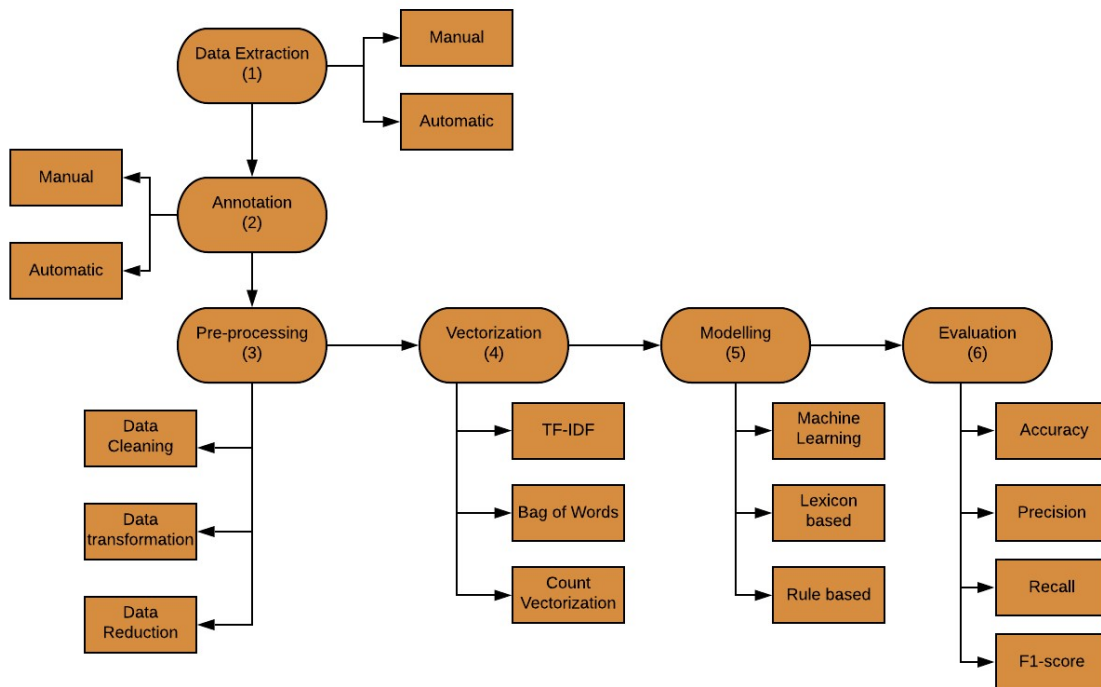 Data Extraction
(1)
Manual
Automatic
Manual
Automatic
Annotation
(2)
Pre-processing
(3)
Vectorization
(4)
Modelling
(5)
Evaluation
(6)
Data
Cleaning
Data
transformation
Data
Reduction
TF-IDF
Bag of Words
Count
Vectorization
Machine
Learning
Lexicon
based
Rule based
Accuracy
Precision
Recall
F1-score